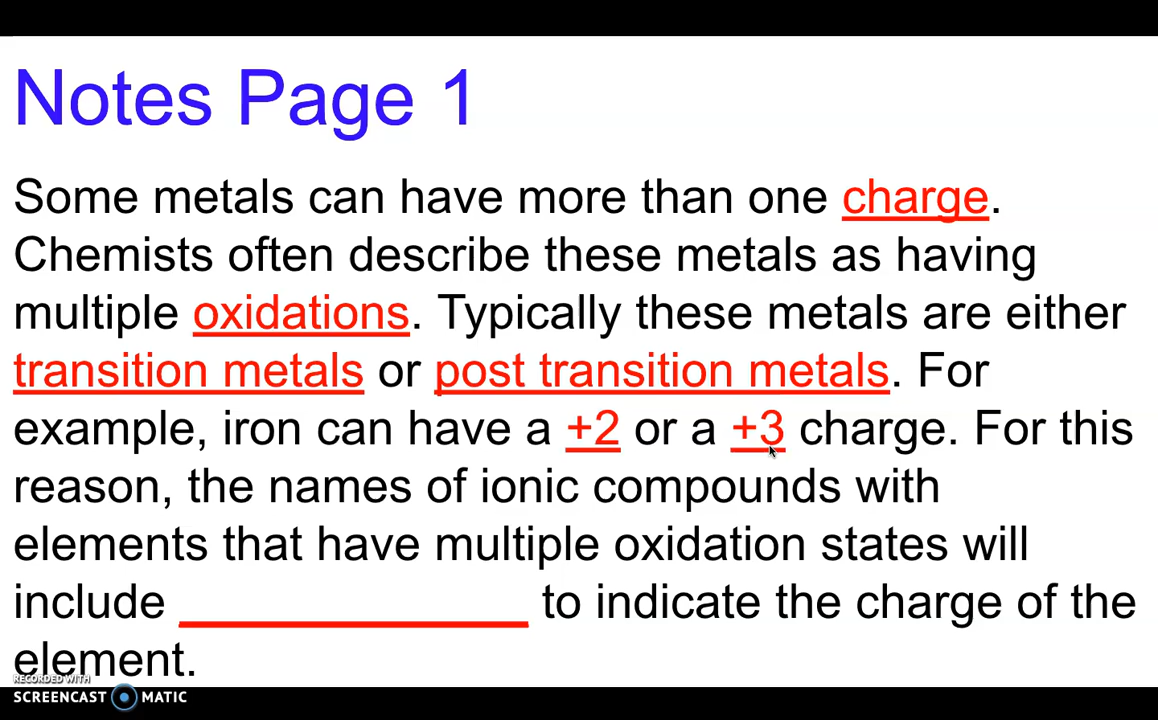 Notes Page 1
Some metals can have more than one charge.
Chemists often describe these metals as having
multiple oxidations. Typically these metals are either
transition metals or post transition metals. For
example, iron can have a +2 or a +3 charge. For this
reason, the names of ionic compounds with
elements that have multiple oxidation states will
include ______________ to indicate the charge of the
element.
RECORDED WITH
SCREENCAST MATIC